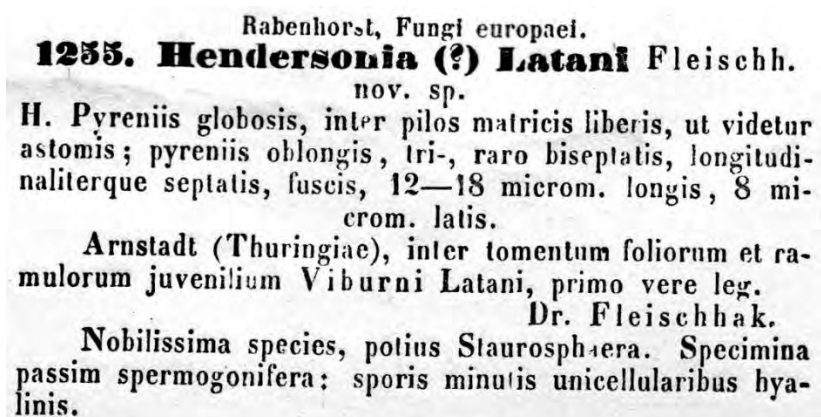 Rabenhorst, Fungi europaei.
1255. Hendersonia (?) Latani Fleischh.
nov. sp.
H. Pyreniis globosis, inter pilos matricis liberis, ut videtur
astomis; pyreniis oblongis, tri-, raro biseptatis, longitudi-
naliterque septatis, fuscis, 12—18 microm. longis, 8 mi-
crom. latis.
Arnstadt (Thuringiae), inter tomentum foliorum et ra-
mulorum juvenilium Viburni Latani, primo vere leg.
Dr. Fleischhak.
Nobilissima species, potius Staurosphaera. Specimina
passim spermogonifera: sporis minutis unicellularibus hya-
linis.